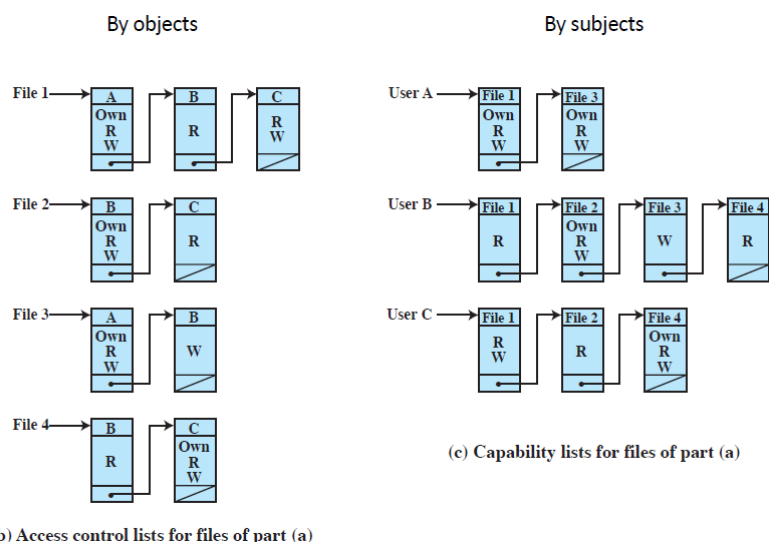 By objects
By subjects
File 1
A
Own
R
W
B
R
C
R
W
File 2
B
Own
R
W
C
R
File 3
A
Own
R
W
B
W
File 4
B
R
C
Own
R
W
b) Access control lists for files of part (a)
User A
File 1
Own
R
W
File 3
Own
R
W
User B
File 1
R
File 2
Own
R
W
File 3
W
File 4
R
User C
File 1
R
W
File 2
R
File 4
Own
R
W
(c) Capability lists for files of part (a)